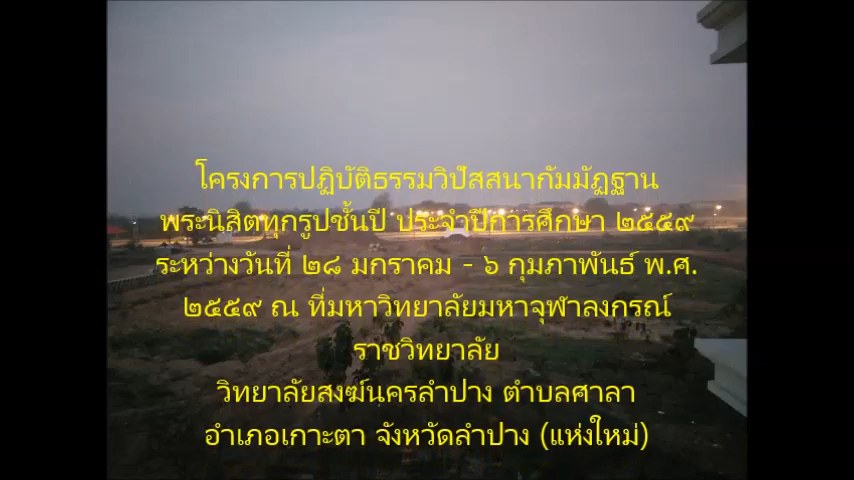 โครงการปฏิบัติธรรมวิปัสสนากัมมัฏฐาน
พระนิสิตทุกรูปชั้นปี ประจำปีการศึกษา ๒๕๕๙
ระหว่างวันที่ ๒๘ มกราคม - ๖ กุมภาพันธ์ พ.ศ.
๒๕๕๙ ณ ที่มหาวิทยาลัยมหาจุฬาลงกรณ์
ราชวิทยาลัย
วิทยาลัยสงฆ์นครลำปาง ตำบลศาลา
อำเภอเกาะตา จังหวัดลำปาง (แห่งใหม่)